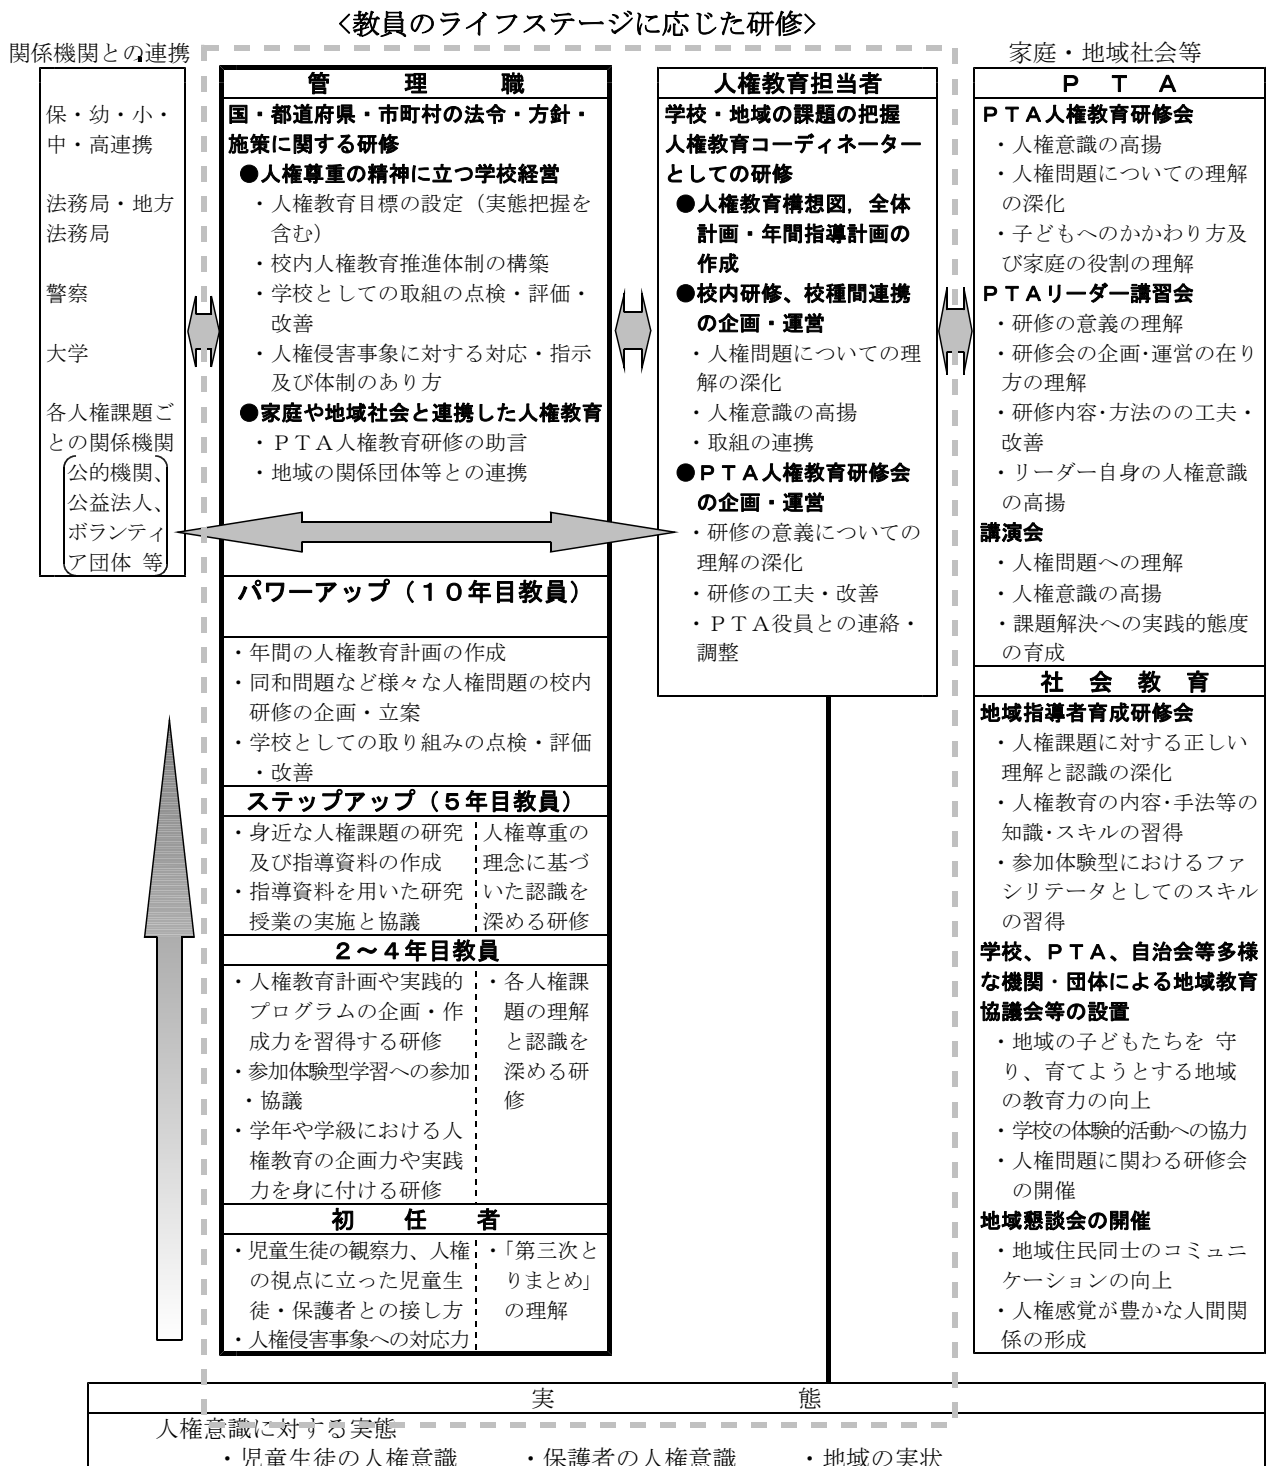 <教員のライフステージに応じた研修>
関係機関との連携
保・幼・小・
中・高連携
法務局・地方
法務局
警察
大学
各人権課題ご
との関係機関
公的機関、
公益法人、
ボランティ
ア団体 等
管 理 職
国・都道府県・市町村の法令・方針・
施策に関する研修
●人権尊重の精神に立つ学校経営
・人権教育目標の設定（実態把握を
含む）
・校内人権教育推進体制の構築
・学校としての取組の点検・評価・
改善
・人権侵害事象に対する対応・指示
及び体制のあり方
●家庭や地域社会と連携した人権教育
・ＰＴＡ人権教育研修の助言
・地域の関係団体等との連携
パワーアップ（１０年目教員）
・年間の人権教育計画の作成
・同和問題など様々な人権問題の校内
研修の企画・立案
・学校としての取り組みの点検・評価
・改善
ステップアップ（５年目教員）
・身近な人権課題の研究
及び指導資料の作成
・指導資料を用いた研究
授業の実施と協議
人権尊重の
理念に基づ
いた認識を
深める研修
２～４年目教員
・人権教育計画や実践的
プログラムの企画・作
成力を習得する研修
・参加体験型学習への参加
・協議
・学年や学級における人
権教育の企画力や実践
力を身に付ける研修
・各人権課
題の理解
と認識を
深める研
修
初 任 者
・児童生徒の観察力、人権
の視点に立った児童生
徒・保護者との接し方
・人権侵害事象への対応力
・「第三次と
りまとめ」
の理解
人権教育担当者
学校・地域の課題の把握
人権教育コーディネーター
としての研修
●人権教育構想図，全体
計画・年間指導計画の
作成
●校内研修、校種間連携
の企画・運営
・人権問題についての理
解の深化
・人権意識の高揚
・取組の連携
●ＰＴＡ人権教育研修会
の企画・運営
・研修の意義についての
理解の深化
・研修の工夫・改善
・ＰＴＡ役員との連絡・
調整
家庭・地域社会等
Ｐ Ｔ Ａ
ＰＴＡ人権教育研修会
・人権意識の高揚
・人権問題についての理解
の深化
・子どもへのかかわり方及
び家庭の役割の理解
ＰＴＡリーダー講習会
・研修の意義の理解
・研修会の企画・運営の在り
方の理解
・研修内容・方法のの工夫・
改善
・リーダー自身の人権意識
の高揚
講演会
・人権問題への理解
・人権意識の高揚
・課題解決への実践的態度
の育成
社 会 教 育
地域指導者育成研修会
・人権課題に対する正しい
理解と認識の深化
・人権教育の内容・手法等の
知識・スキルの習得
・参加体験型におけるファ
シリテータとしてのスキル
の習得
学校、ＰＴＡ、自治会等多様
な機関・団体による地域教育
協議会等の設置
・地域の子どもたちを 守
り、育てようとする地域
の教育力の向上
・学校の体験的活動への協力
・人権問題に関わる研修会
の開催
地域懇談会の開催
・地域住民同士のコミュニ
ケーションの向上
・人権感覚が豊かな人間関
係の形成
実 態
人権意識に対する実態
・児童生徒の人権意識 ・保護者の人権意識 ・地域の実状